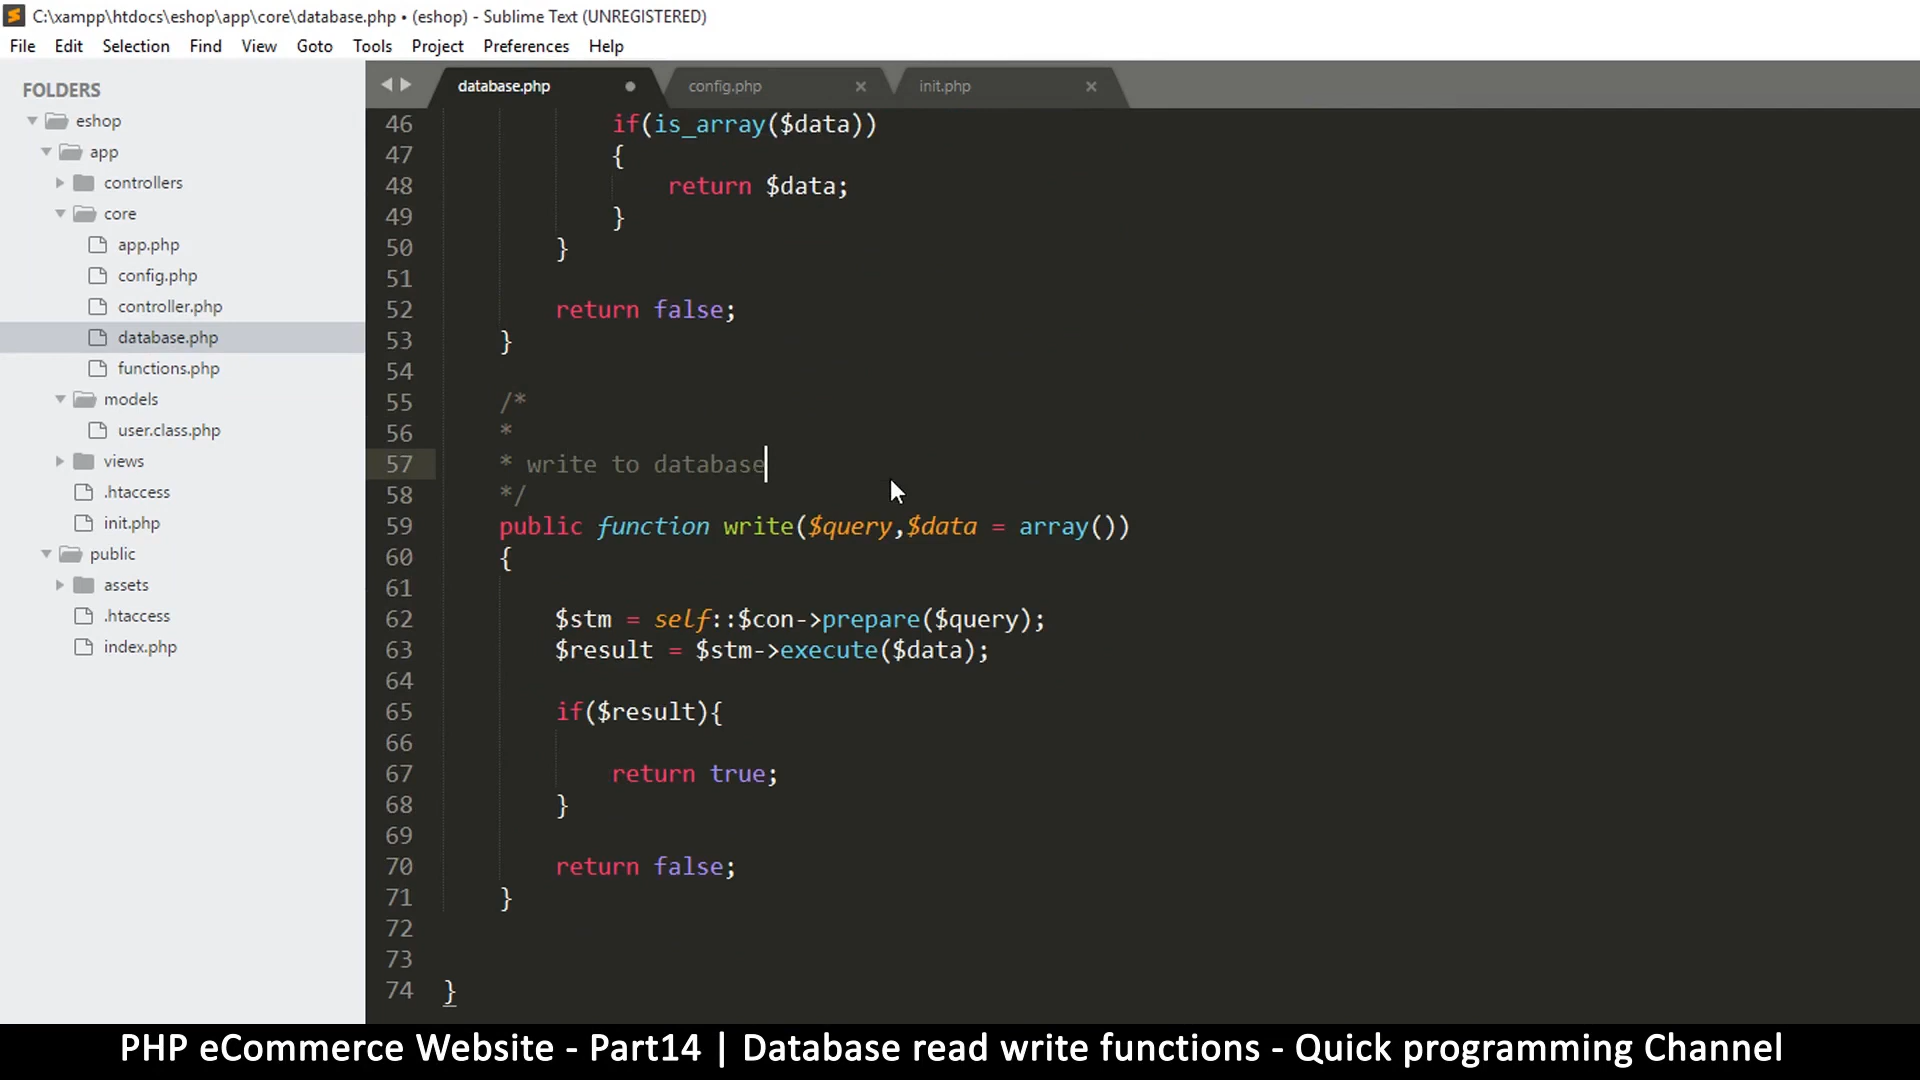 C:\xampp\htdocs\eshop\app\core\database.php • (eshop) - Sublime Text (UNREGISTERED)
File Edit Selection Find View Goto Tools Project Preferences Help
FOLDERS
eshop
app
controllers
core
app.php
config.php
controller.php
database.php
functions.php
models
user.class.php
views
.htaccess
init.php
public
assets
.htaccess
index.php
database.php config.php init.php
46 if(is_array($data))
47 {
48 return $data;
49 }
50 }
51
52 return false;
53 }
54
55 /*
56 *
57 * write to database
58 */
59 public function write($query,$data = array())
60 {
61
62 $stm = self::$con->prepare($query);
63 $result = $stm->execute($data);
64
65 if($result){
66
67 return true;
68 }
69
70 return false;
71 }
72
73
74 }
PHP eCommerce Website - Part14 | Database read write functions - Quick programming Channel